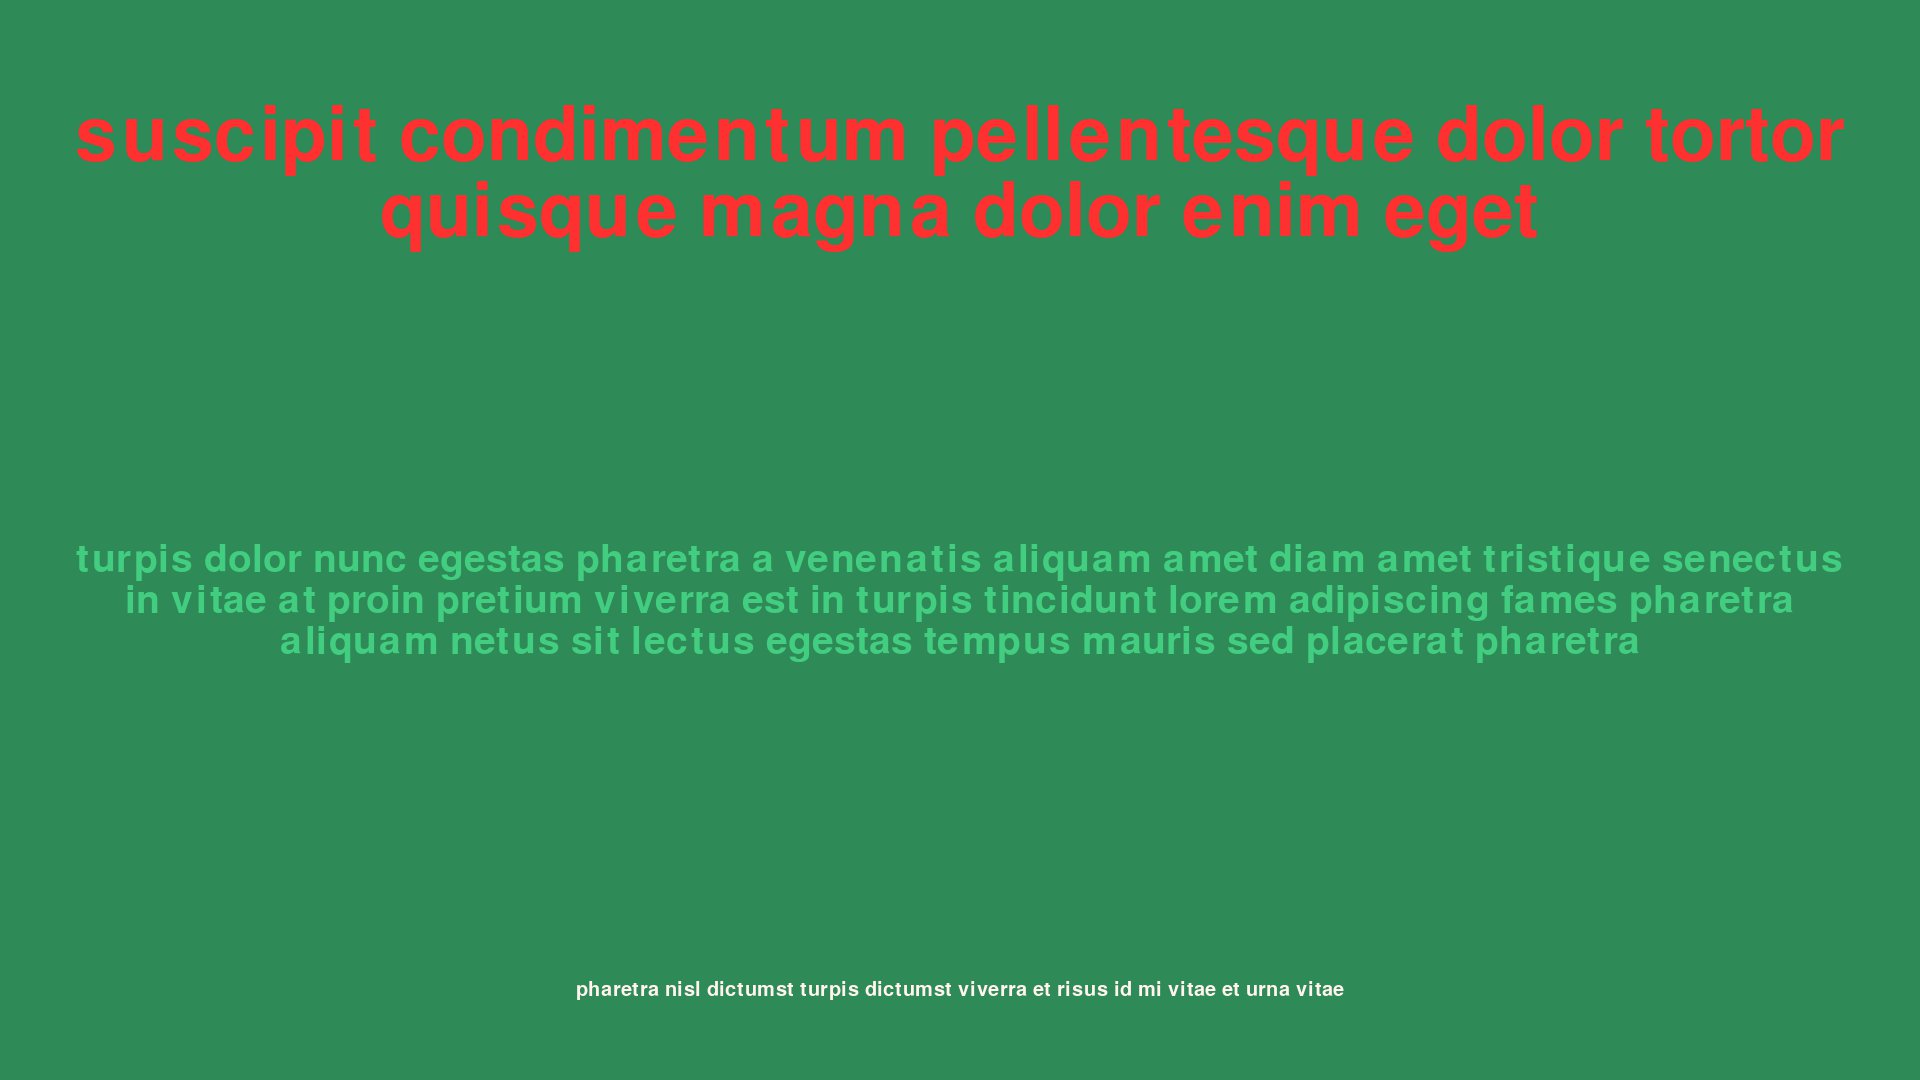 suscipit condimentum pellentesque dolor tortor
quisque magna dolor enim eget
turpis dolor nunc egestas pharetra a venenatis aliquam amet diam amet tristique senectus
in vitae at proin pretium viverra est in turpis tincidunt lorem adipiscing fames pharetra
aliquam netus sit lectus egestas tempus mauris sed placerat pharetra
pharetra nisl dictumst turpis dictumst viverra et risus id mi vitae et urna vitae